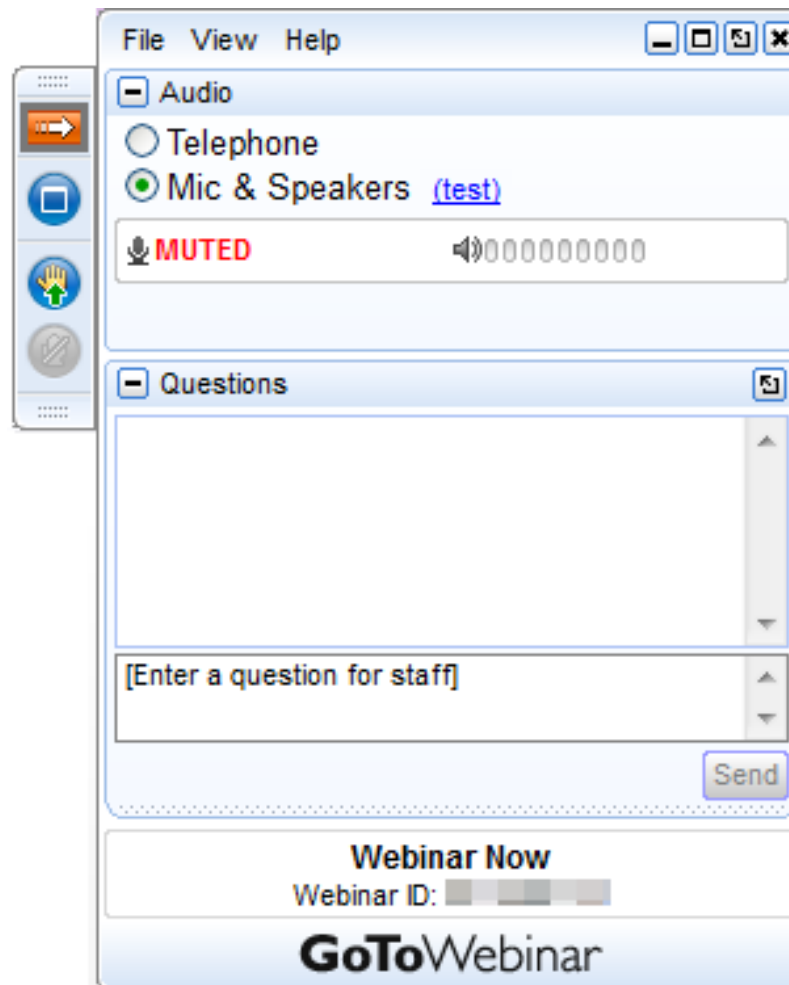 File View Help
Audio
Telephone
Mic & Speakers (test)
MUTED
Questions
[Enter a question for staff]
Send
Webinar Now
Webinar ID:
GoToWebinar